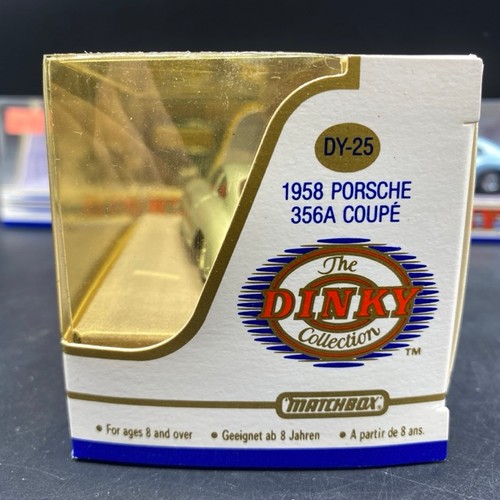 DY-25
1958 PORSCHE
356A COUPÉ
The
DINKY
Collection
TM
MATCHBOX
• For ages 8 and over • Geeignet ab 8 Jahren • A partir de 8 ans.